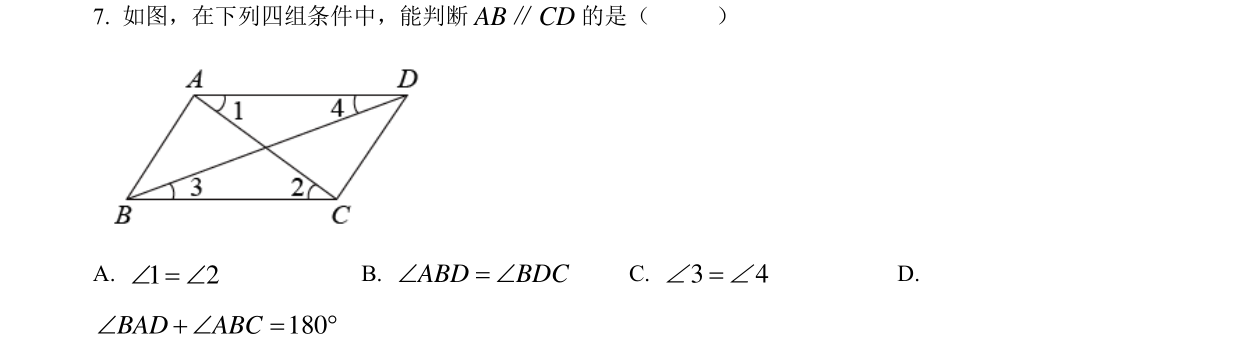 7. 如图，在下列四组条件中，能判断 AB∥CD 的是（　　）
A D
1 4
3 2
B C
A. ∠1=∠2 B. ∠ABD=∠BDC C. ∠3=∠4 D.
∠BAD+∠ABC=180°